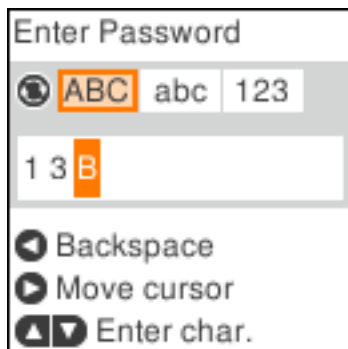 Enter Password
ABC abc 123
1 3 B
Backspace
Move cursor
Enter char.